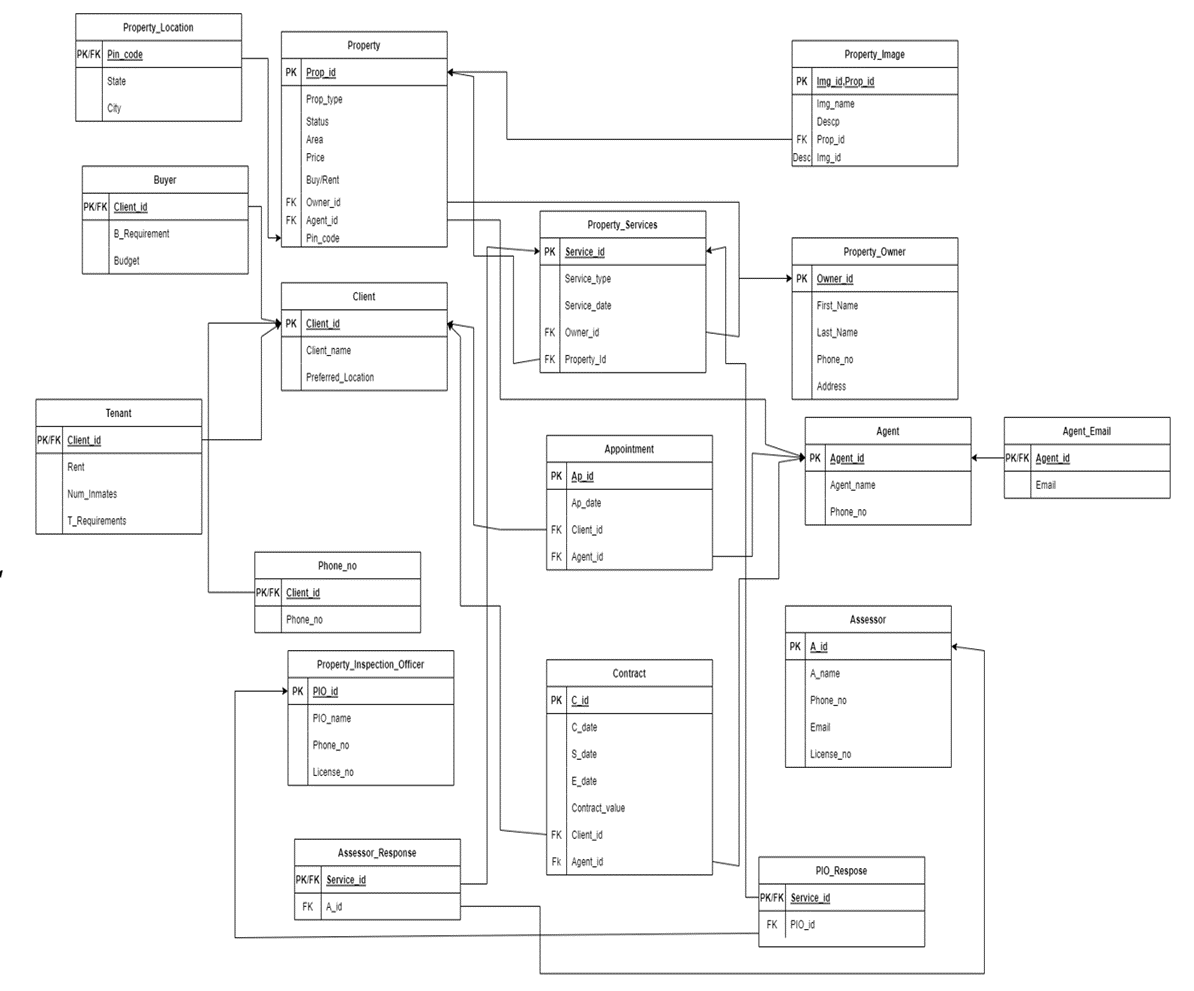 Property_Location
PK/FK Pin_code
State
City
Property
PK Prop_id
Prop_type
Status
Area
Price
Buy/Rent
FK Owner_id
FK Agent_id
Pin_code
Property_Image
PK Img_id,Prop_id
Img_name
Descp
FK Prop_id
Desc Img_id
Buyer
PK/FK Client_id
B_Requirement
Budget
Property_Services
PK Service_id
Service_type
Service_date
FK Owner_id
FK Property_Id
Property_Owner
PK Owner_id
First_Name
Last_Name
Phone_no
Address
Client
PK Client_id
Client_name
Preferred_Location
Tenant
PK/FK Client_id
Rent
Num_Inmates
T_Requirements
Appointment
PK Ap_id
Ap_date
FK Client_id
FK Agent_id
Agent
PK Agent_id
Agent_name
Phone_no
Agent_Email
PK/FK Agent_id
Email
Phone_no
PK/FK Client_id
Phone_no
,
Property_Inspection_Officer
PK PIO_id
PIO_name
Phone_no
License_no
Contract
PK C_id
C_date
S_date
E_date
Contract_value
FK Client_id
Fk Agent_id
Assessor
PK A_id
A_name
Phone_no
Email
License_no
Assessor_Response
PK/FK Service_id
FK A_id
PIO_Respose
PK/FK Service_id
FK PIO_id